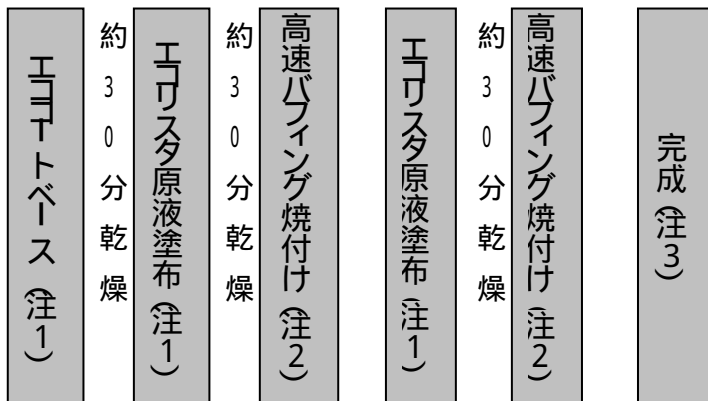 エココートベース（注1）
約30分乾燥
エコリスタ原液塗布（注1）
約30分乾燥
高速バフィング焼付け（注2）
エコリスタ原液塗布（注1）
約30分乾燥
高速バフィング焼付け（注2）
完成（注3）